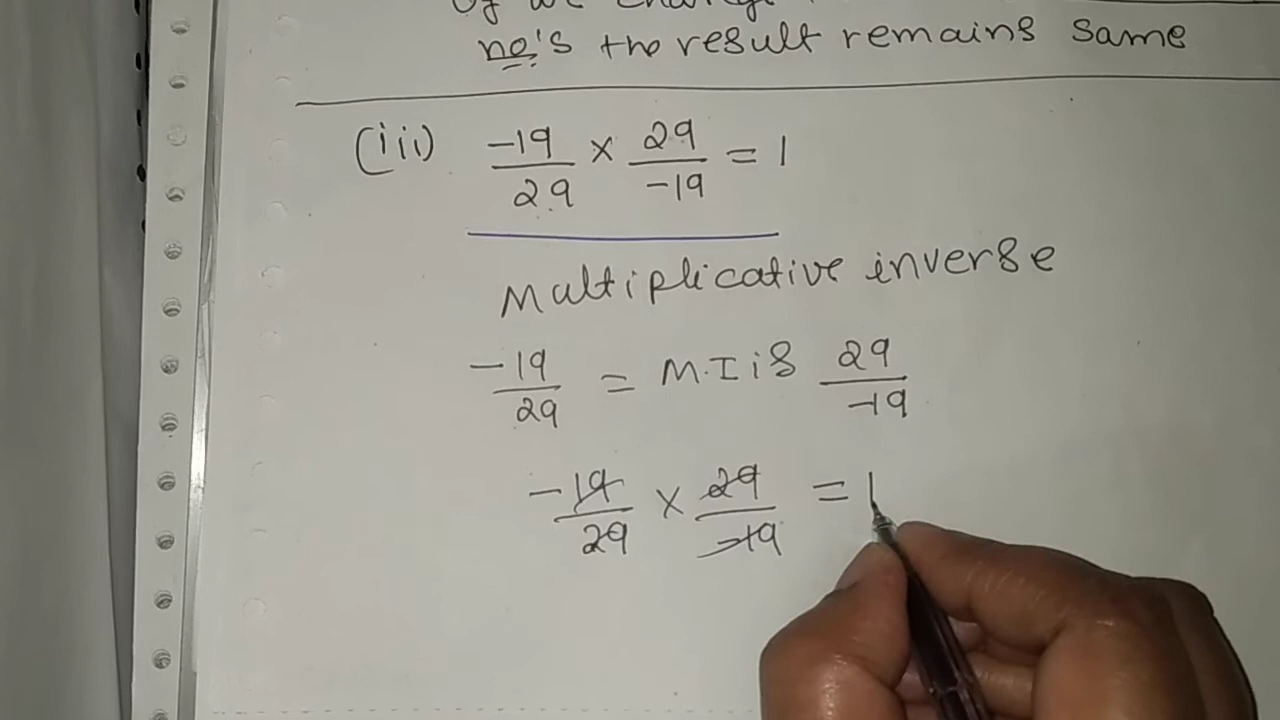 no.'s the result remains same
(iii) -19/29 × 29/-19 = 1
Multiplicative inverse
-19/29 = M.I is 29/-19
-19/29 × 29/-19 = 1